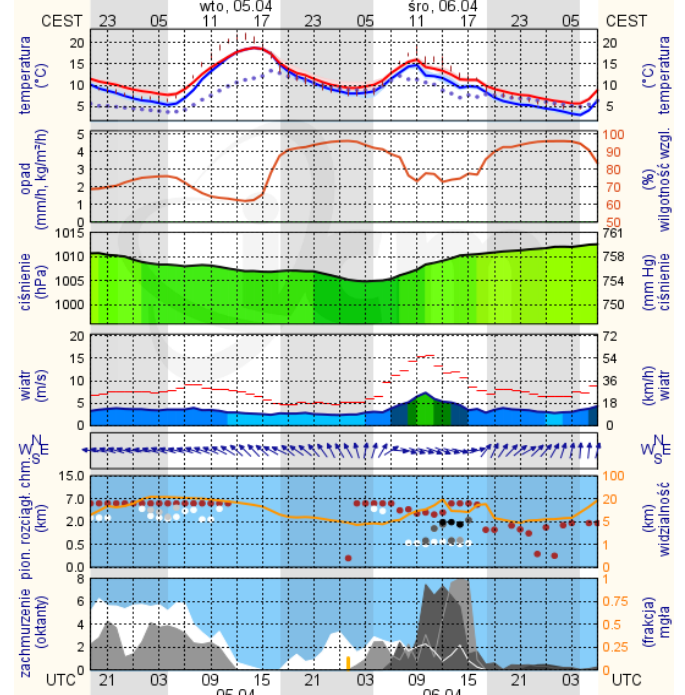 wto, 05.04 śro, 06.04
CEST 23 05 11 17 23 05 11 17 23 05 CEST
temperatura (°C) 20 15 10 5 20 15 10 5 temperatura (°C)
opad (mm/h, kg/m²/h) 5 4 3 2 1 0 100 90 80 70 60 50 (%) wilgotność wzgl.
ciśnienie (hPa) 1015 1010 1005 1000 761 758 754 750 (mm Hg) ciśnienie
wiatr (m/s) 20 15 10 5 0 72 54 36 18 0 (km/h) wiatr
N W E S N W E S
pion. rozciągł. chm. (km) 15.0 7.0 2.0 0.5 0.0 100 20 5 1 0 (km) widzialność
zachmurzenie (oktanty) 8 6 4 2 0 1 0.75 0.5 0.25 0 (frakcja) mgła
UTC 21 03 09 15 21 03 09 15 21 03 UTC
05.04 06.04